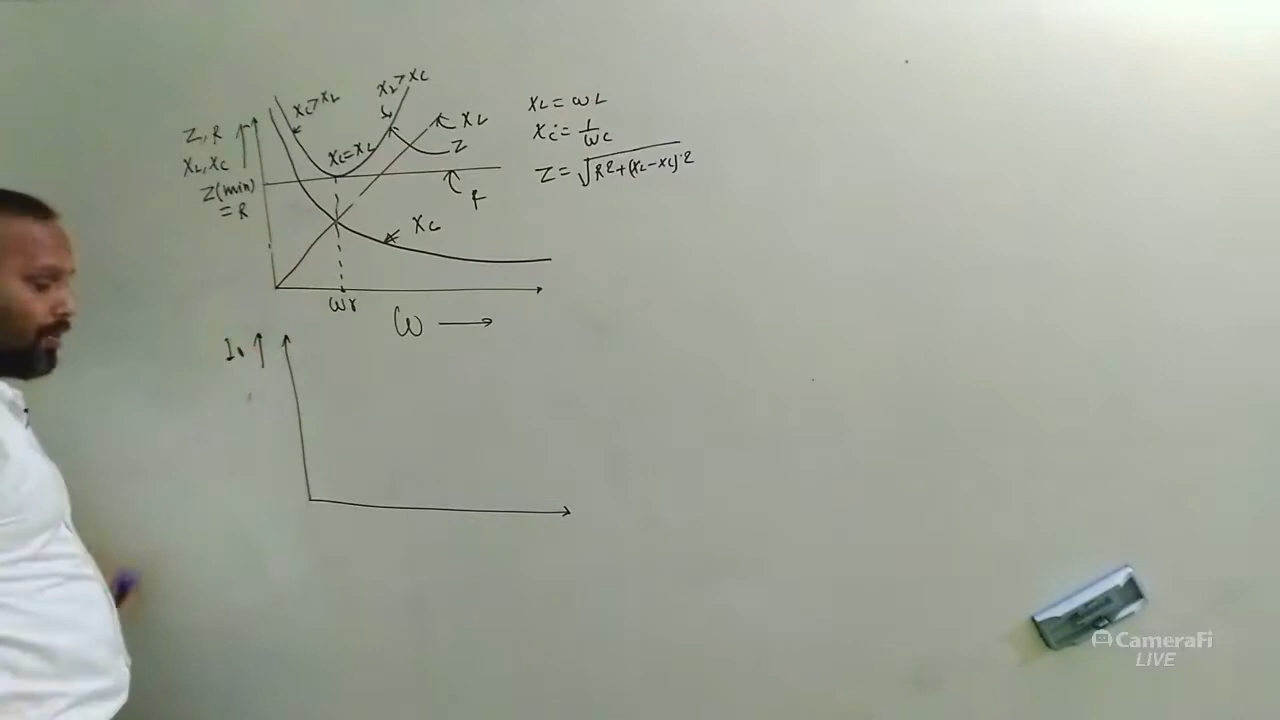 Z, R
XL, XC
Z(min)
= R
XC>XL
XL>XC
XC=XL
XL
Z
R
XC
ωr
ω
XL = ωL
XC = 1/ωC
Z = √R2+(XL-XC)2
I0
CameraFi
LIVE